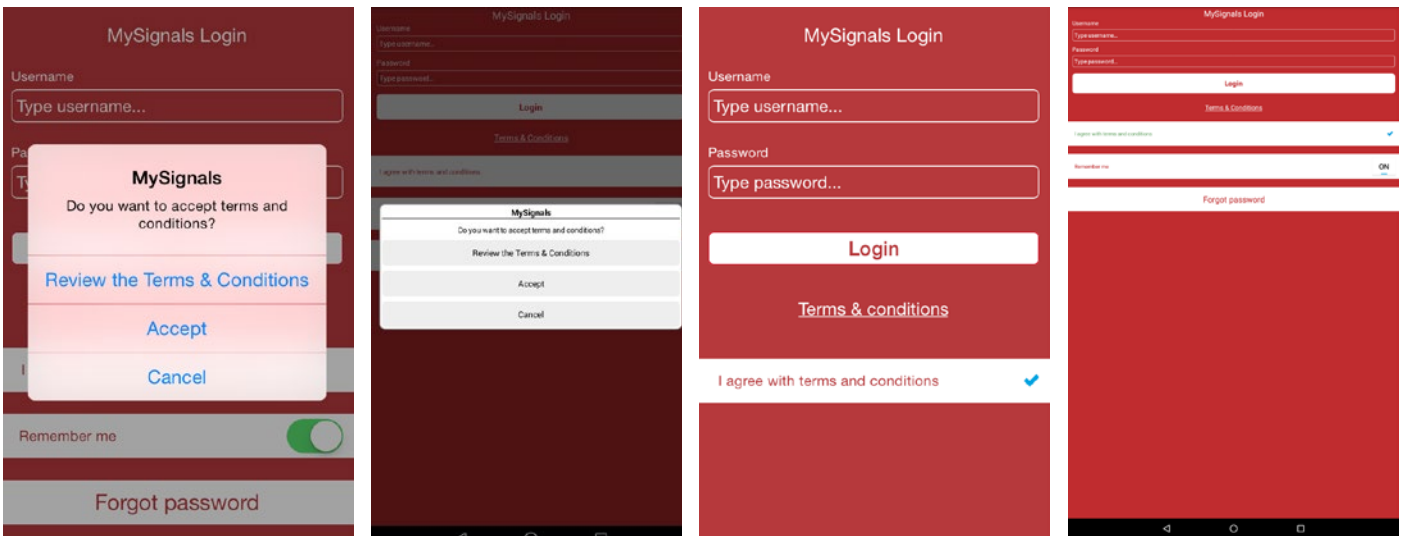 MySignals Login
Username
Type username...
Pa
Ty
MySignals
Do you want to accept terms and
conditions?
Review the Terms & Conditions
Accept
Cancel
I
Remember me
Forgot password
MySignals Login
Username
Type username...
Password
Type password...
Login
Terms & Conditions
I agree with terms and conditions
MySignals
Do you want to accept terms and conditions?
Review the Terms & Conditions
Accept
Cancel
MySignals Login
Username
Type username...
Password
Type password...
Login
Terms & conditions
I agree with terms and conditions
MySignals Login
Username
Type username...
Password
Type password...
Login
Terms & Conditions
I agree with terms and conditions
Remember me
ON
Forgot password